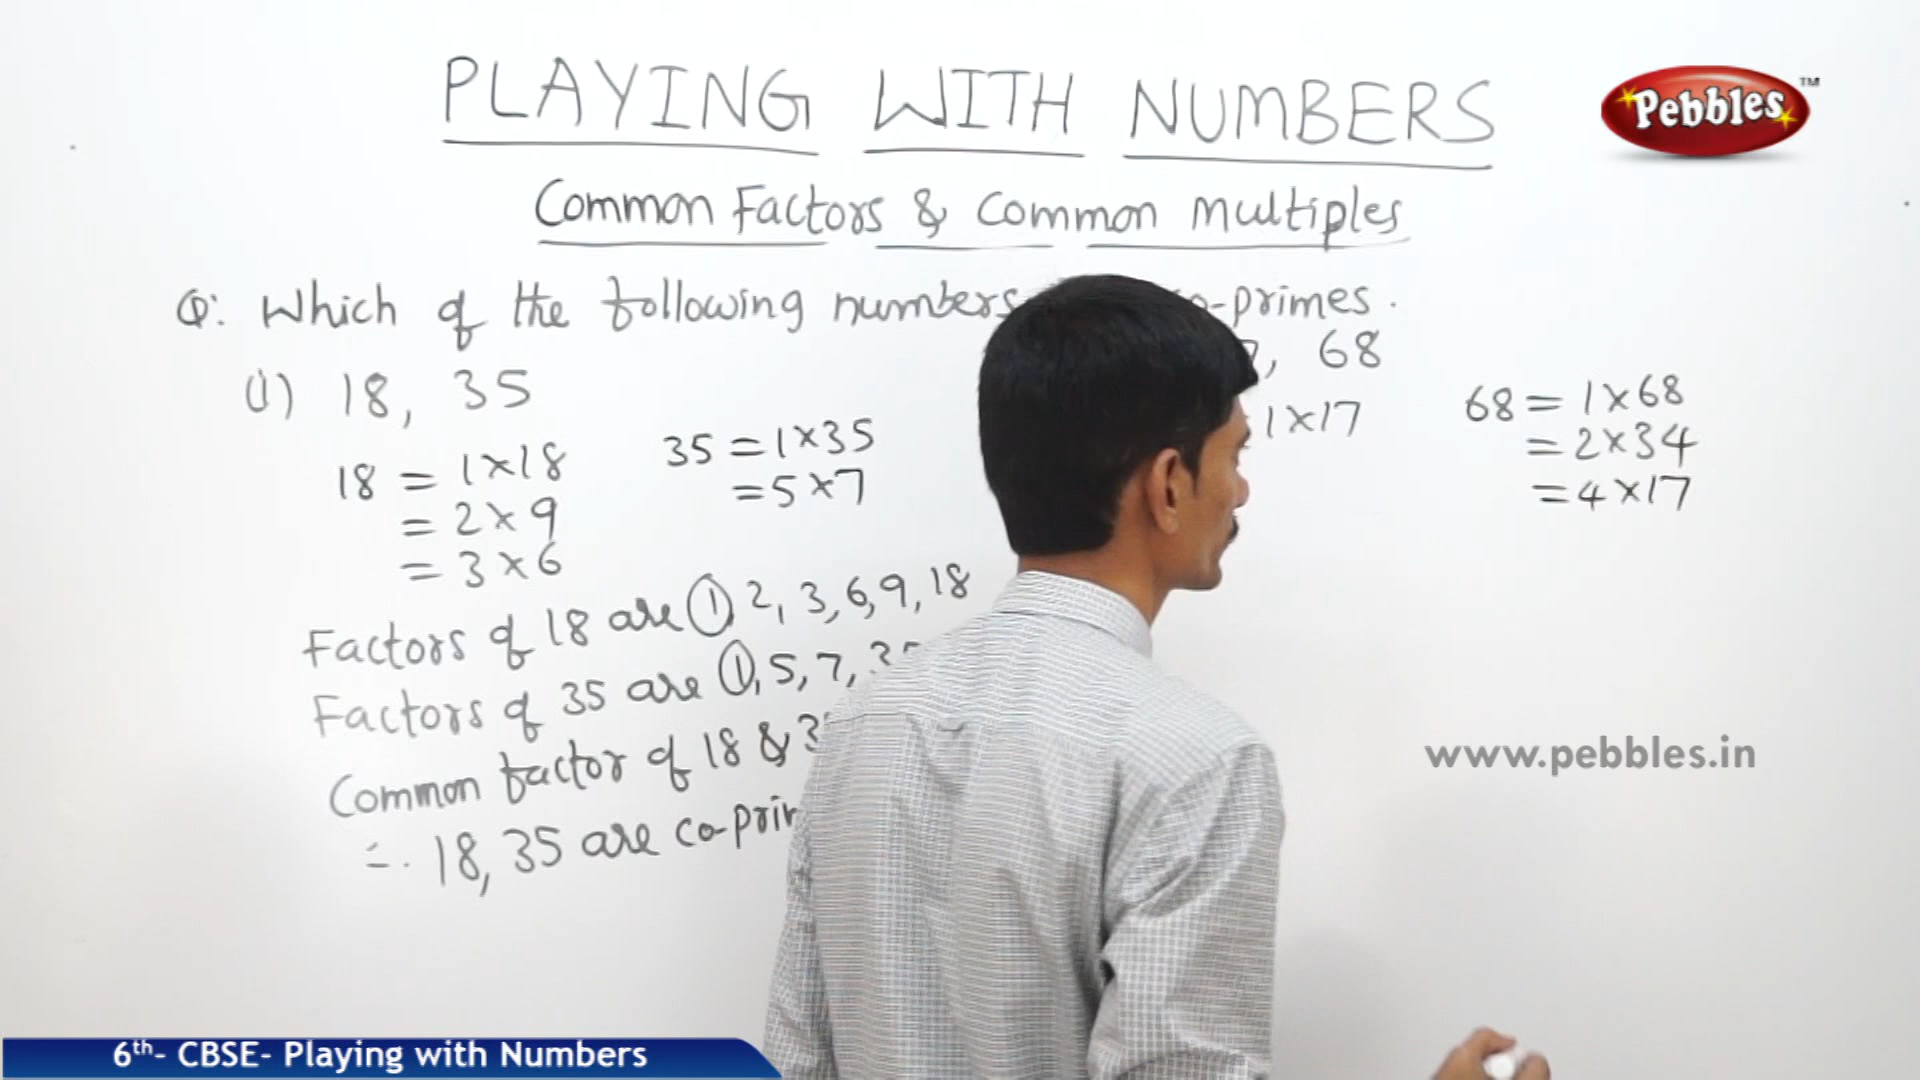 PLAYING WITH NUMBERS
Pebbles™
Common Factors & Common Multiples
Q: Which of the following numbers co-primes.
(1) 18, 35
, 68
18 = 1×18
= 2×9
= 3×6
35 = 1×35
= 5×7
1×17
68 = 1×68
= 2×34
= 4×17
Factors of 18 are 1, 2, 3, 6, 9, 18
Factors of 35 are 1, 5, 7,
Common factor of 18 &
∴ 18, 35 are
www.pebbles.in
6th- CBSE- Playing with Numbers